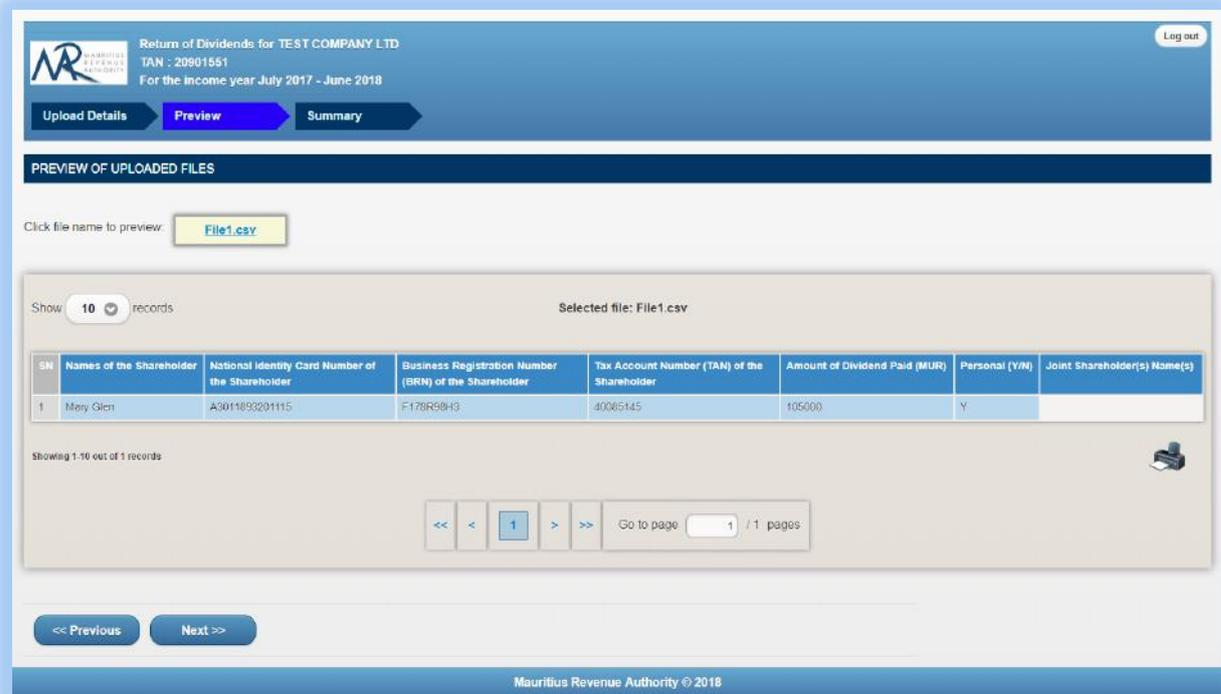 MAURITIUS
REVENUE
AUTHORITY
Return of Dividends for TEST COMPANY LTD
TAN : 20901551
For the income year July 2017 - June 2018
Log out
Upload Details
Preview
Summary
PREVIEW OF UPLOADED FILES
Click file name to preview: File1.csv
Show 10 records
Selected file: File1.csv
SN Names of the Shareholder National Identity Card Number of the Shareholder Business Registration Number (BRN) of the Shareholder Tax Account Number (TAN) of the Shareholder Amount of Dividend Paid (MUR) Personal (Y/N) Joint Shareholder(s) Name(s)
1 Mary Glen A3011893201115 F178R98H3 40085145 105000 Y
Showing 1-10 out of 1 records
<< < 1 > >> Go to page 1 / 1 pages
<< Previous Next >>
Mauritius Revenue Authority © 2018